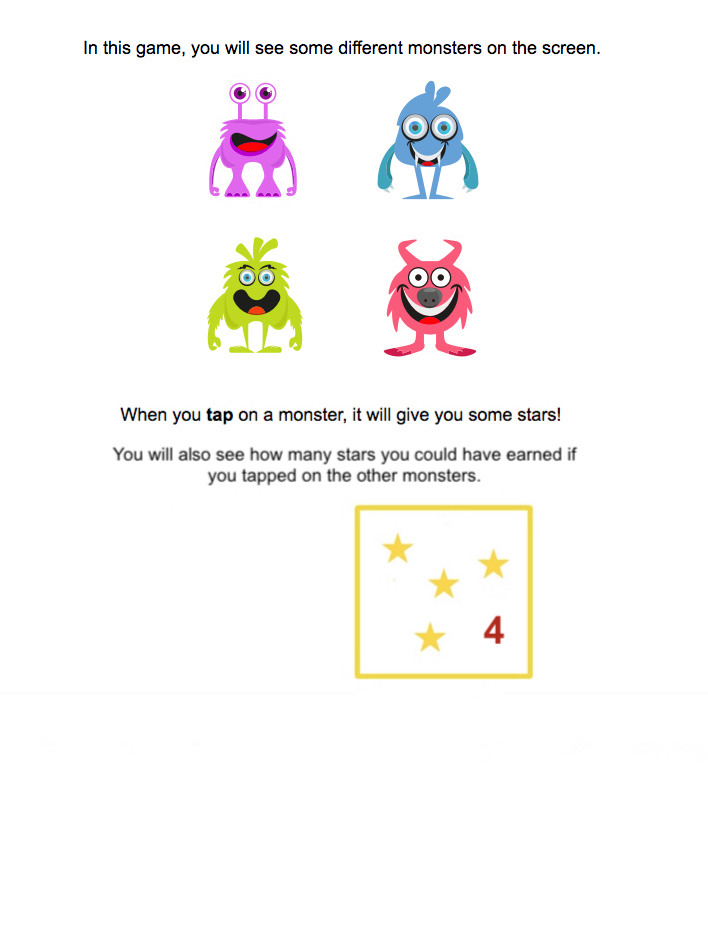 In this game, you will see some different monsters on the screen.
When you tap on a monster, it will give you some stars!
You will also see how many stars you could have earned if
you tapped on the other monsters.
4